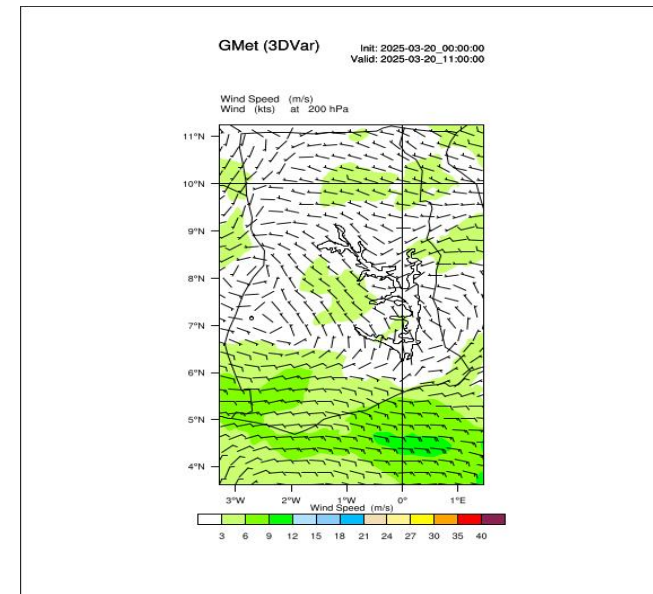 GMet (3DVar)
Init: 2025-03-20_00:00:00
Valid: 2025-03-20_11:00:00
Wind Speed (m/s)
Wind (kts) at 200 hPa
11°N
10°N
9°N
8°N
7°N
6°N
5°N
4°N
3°W 2°W 1°W 0° 1°E
Wind Speed (m/s)
3 6 9 12 15 18 21 24 27 30 35 40